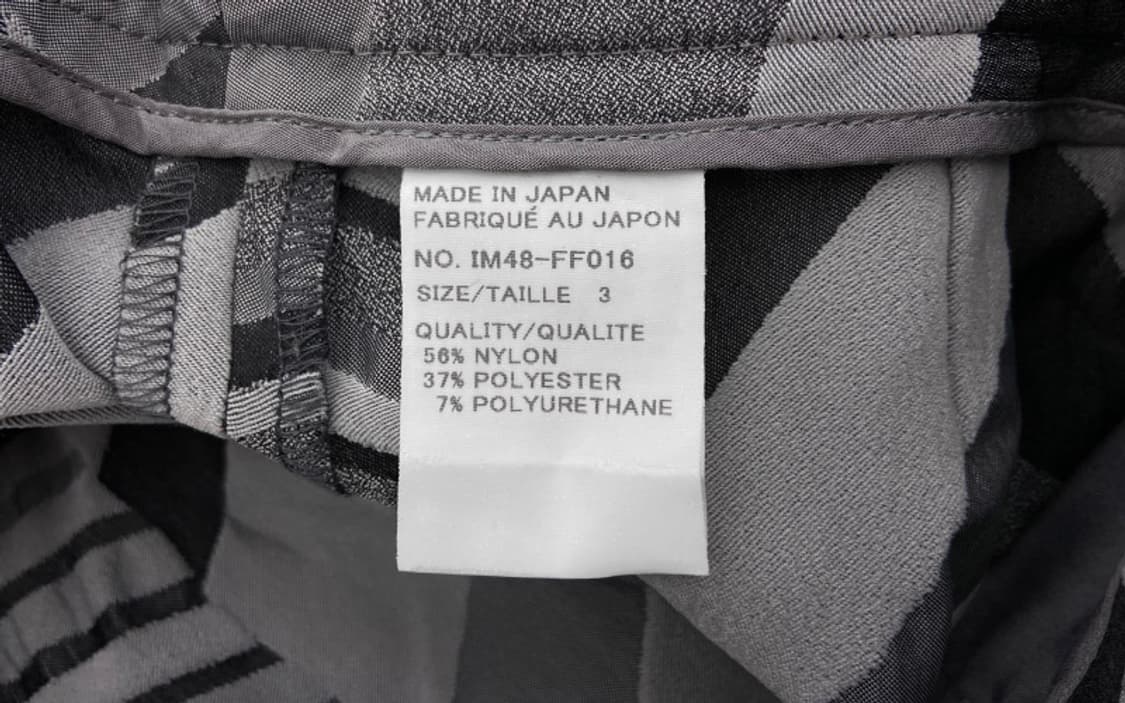 MADE IN JAPAN
FABRIQUÉ AU JAPON
NO. IM48-FF016
SIZE/TAILLE 3
QUALITY/QUALITE
56% NYLON
37% POLYESTER
7% POLYURETHANE